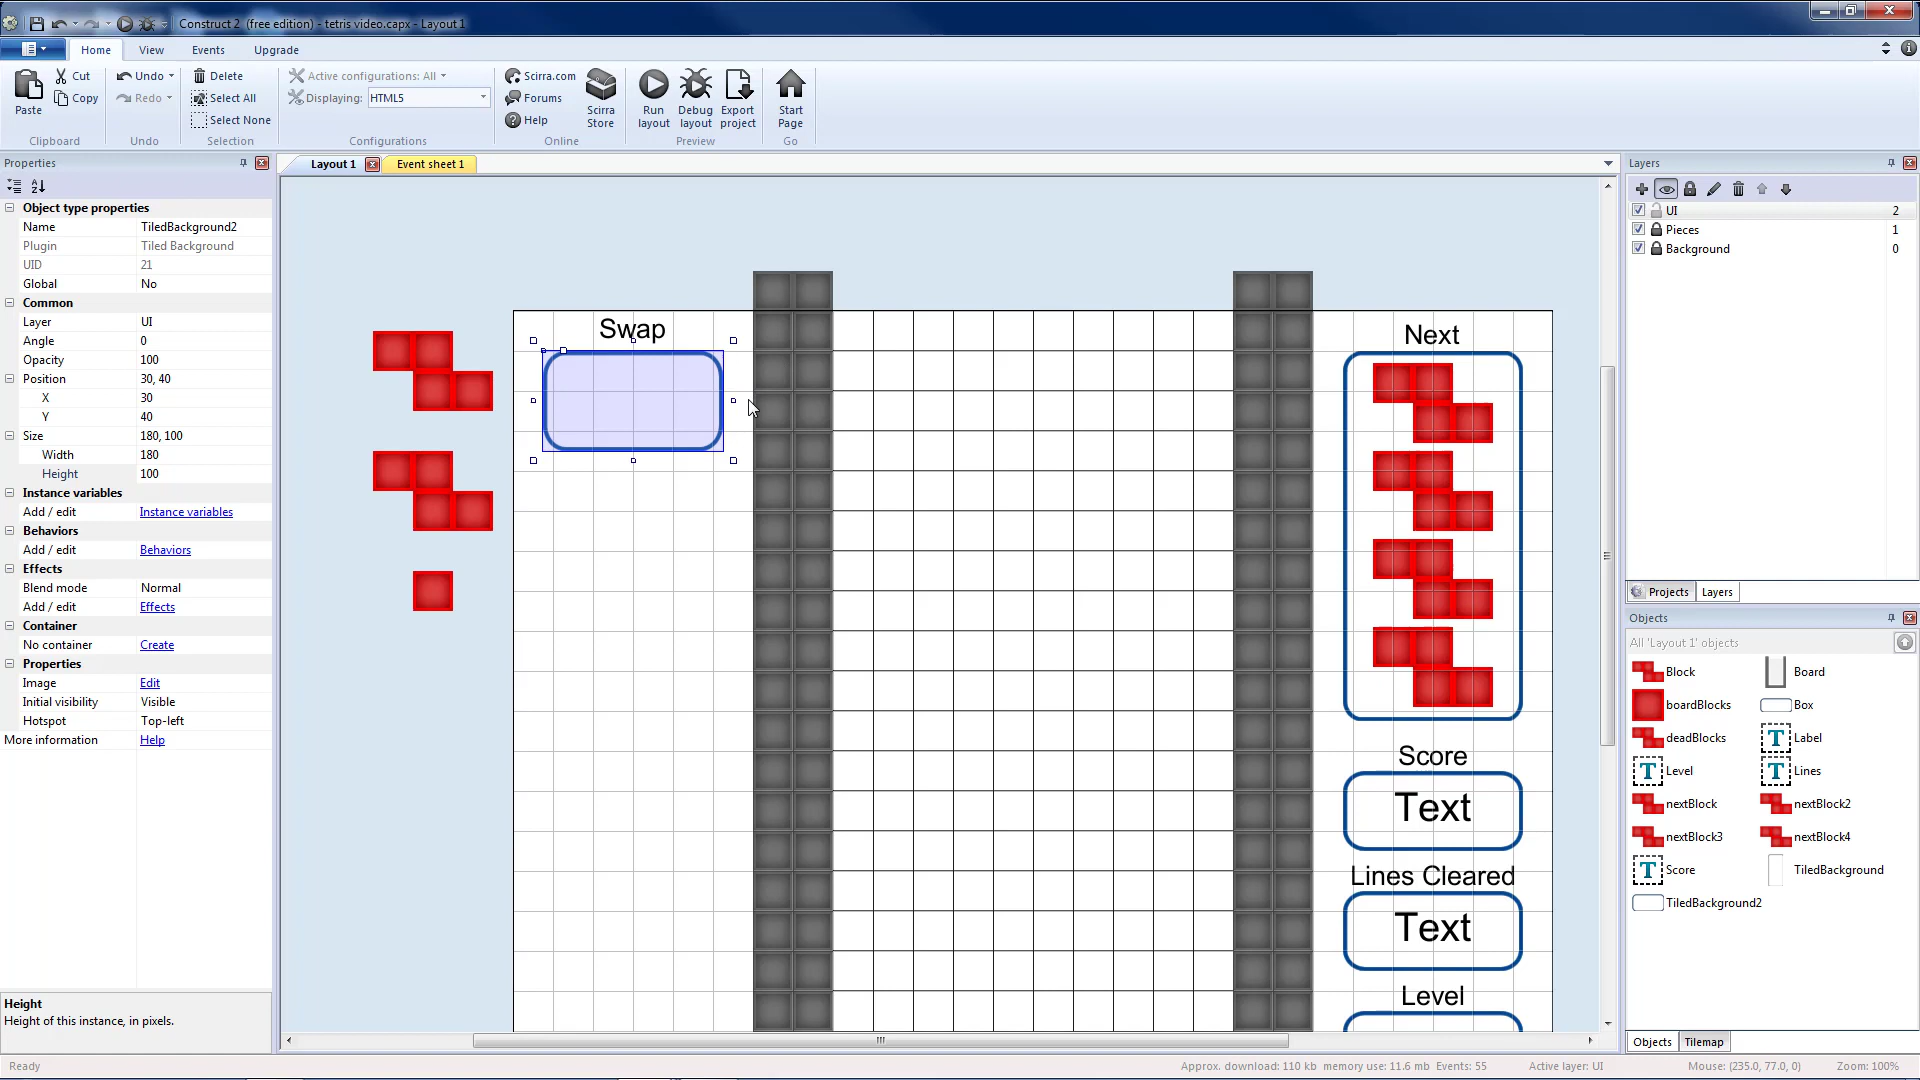 Construct 2 (free edition) - tetris video.capx - Layout 1
Home View Events Upgrade
Paste
Cut
Copy
Clipboard
Undo
Redo
Undo
Delete
Select All
Select None
Selection
Active configurations: All
Displaying: HTML5
Configurations
Scirra.com
Forums
Help
Scirra Store
Online
Run layout
Debug layout
Export project
Preview
Start Page
Go
Properties
Object type properties
Name TiledBackground2
Plugin Tiled Background
UID 21
Global No
Common
Layer UI
Angle 0
Opacity 100
Position 30, 40
X 30
Y 40
Size 180, 100
Width 180
Height 100
Instance variables
Add / edit Instance variables
Behaviors
Add / edit Behaviors
Effects
Blend mode Normal
Add / edit Effects
Container
No container Create
Properties
Image Edit
Initial visibility Visible
Hotspot Top-left
More information Help
Height
Height of this instance, in pixels.
Layout 1 Event sheet 1
Swap
Next
Score
Text
Lines Cleared
Text
Level
Layers
UI 2
Pieces 1
Background 0
Projects Layers
Objects
All 'Layout 1' objects
Block Board
boardBlocks Box
deadBlocks Label
Level Lines
nextBlock nextBlock2
nextBlock3 nextBlock4
Score TiledBackground
TiledBackground2
Objects Tilemap
Ready Approx. download: 110 kb memory use: 11.6 mb Events: 55 Active layer: UI Mouse: (235.0, 77.0, 0) Zoom: 100%